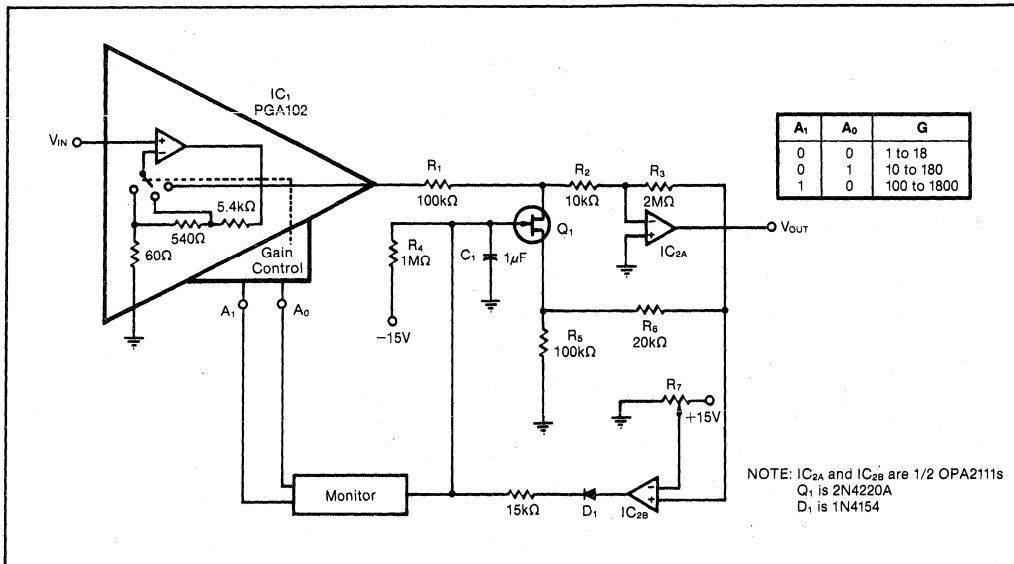 IC1
PGA102
VIN
+
−
5.4kΩ
540Ω
60Ω
Gain
Control
A1
A0
R1
100kΩ
R2
10kΩ
R3
2MΩ
Q1
R4
1MΩ
C1
1μF
−15V
−
+
IC2A
VOUT
R5
100kΩ
R6
20kΩ
R7
+15V
Monitor
15kΩ
D1
IC2B
−
+
A1 A0 G
0 0 1 to 18
0 1 10 to 180
1 0 100 to 1800
NOTE: IC2A and IC2B are 1/2 OPA2111s
Q1 is 2N4220A
D1 is 1N4154